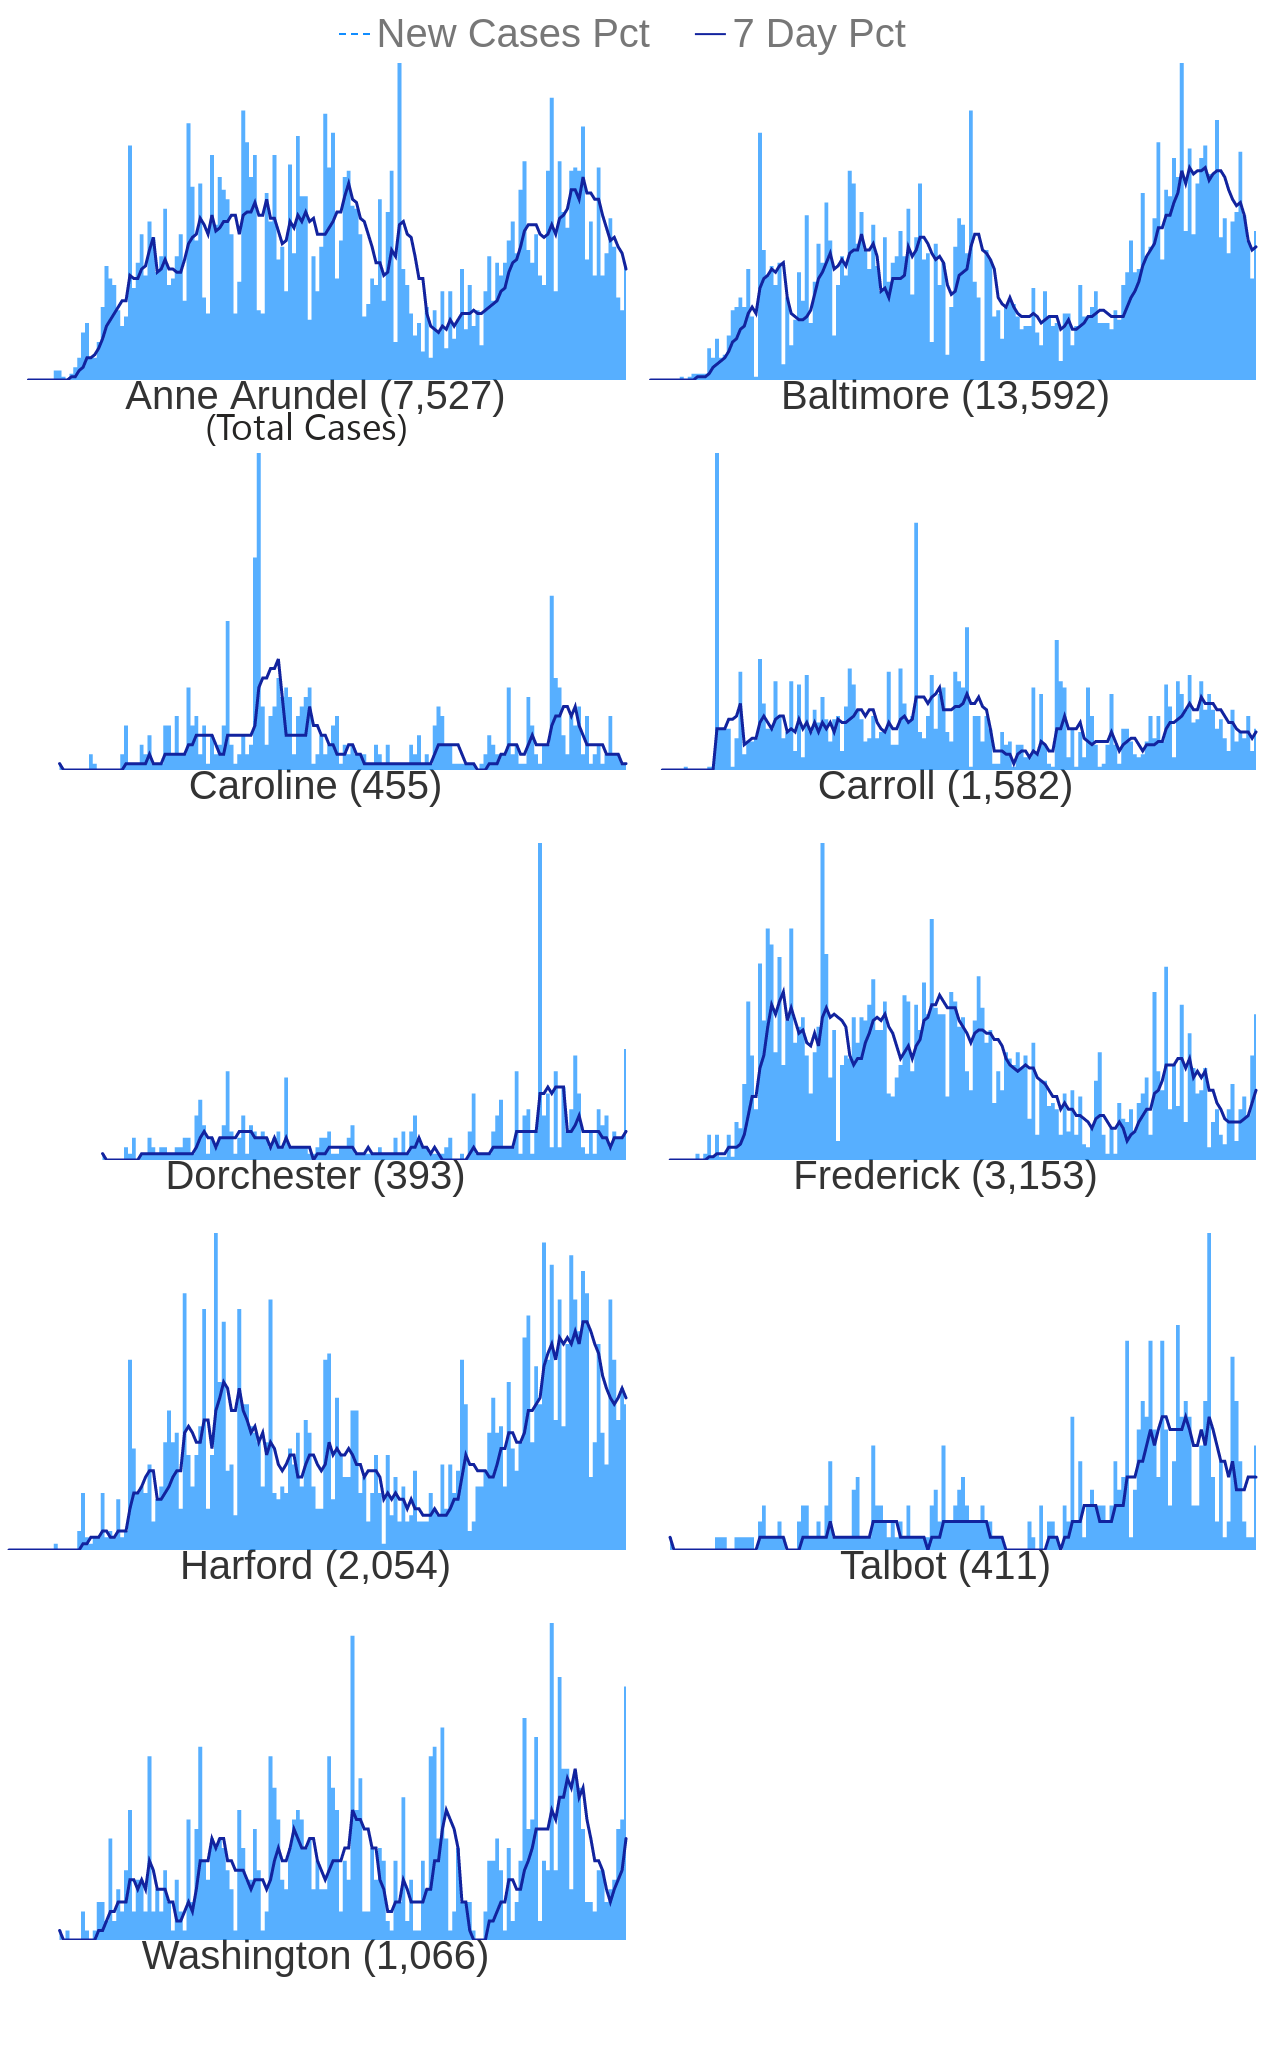 New Cases Pct 7 Day Pct
Anne Arundel (7,527)
(Total Cases)
Baltimore (13,592)
Caroline (455)
Carroll (1,582)
Dorchester (393)
Frederick (3,153)
Harford (2,054)
Talbot (411)
Washington (1,066)